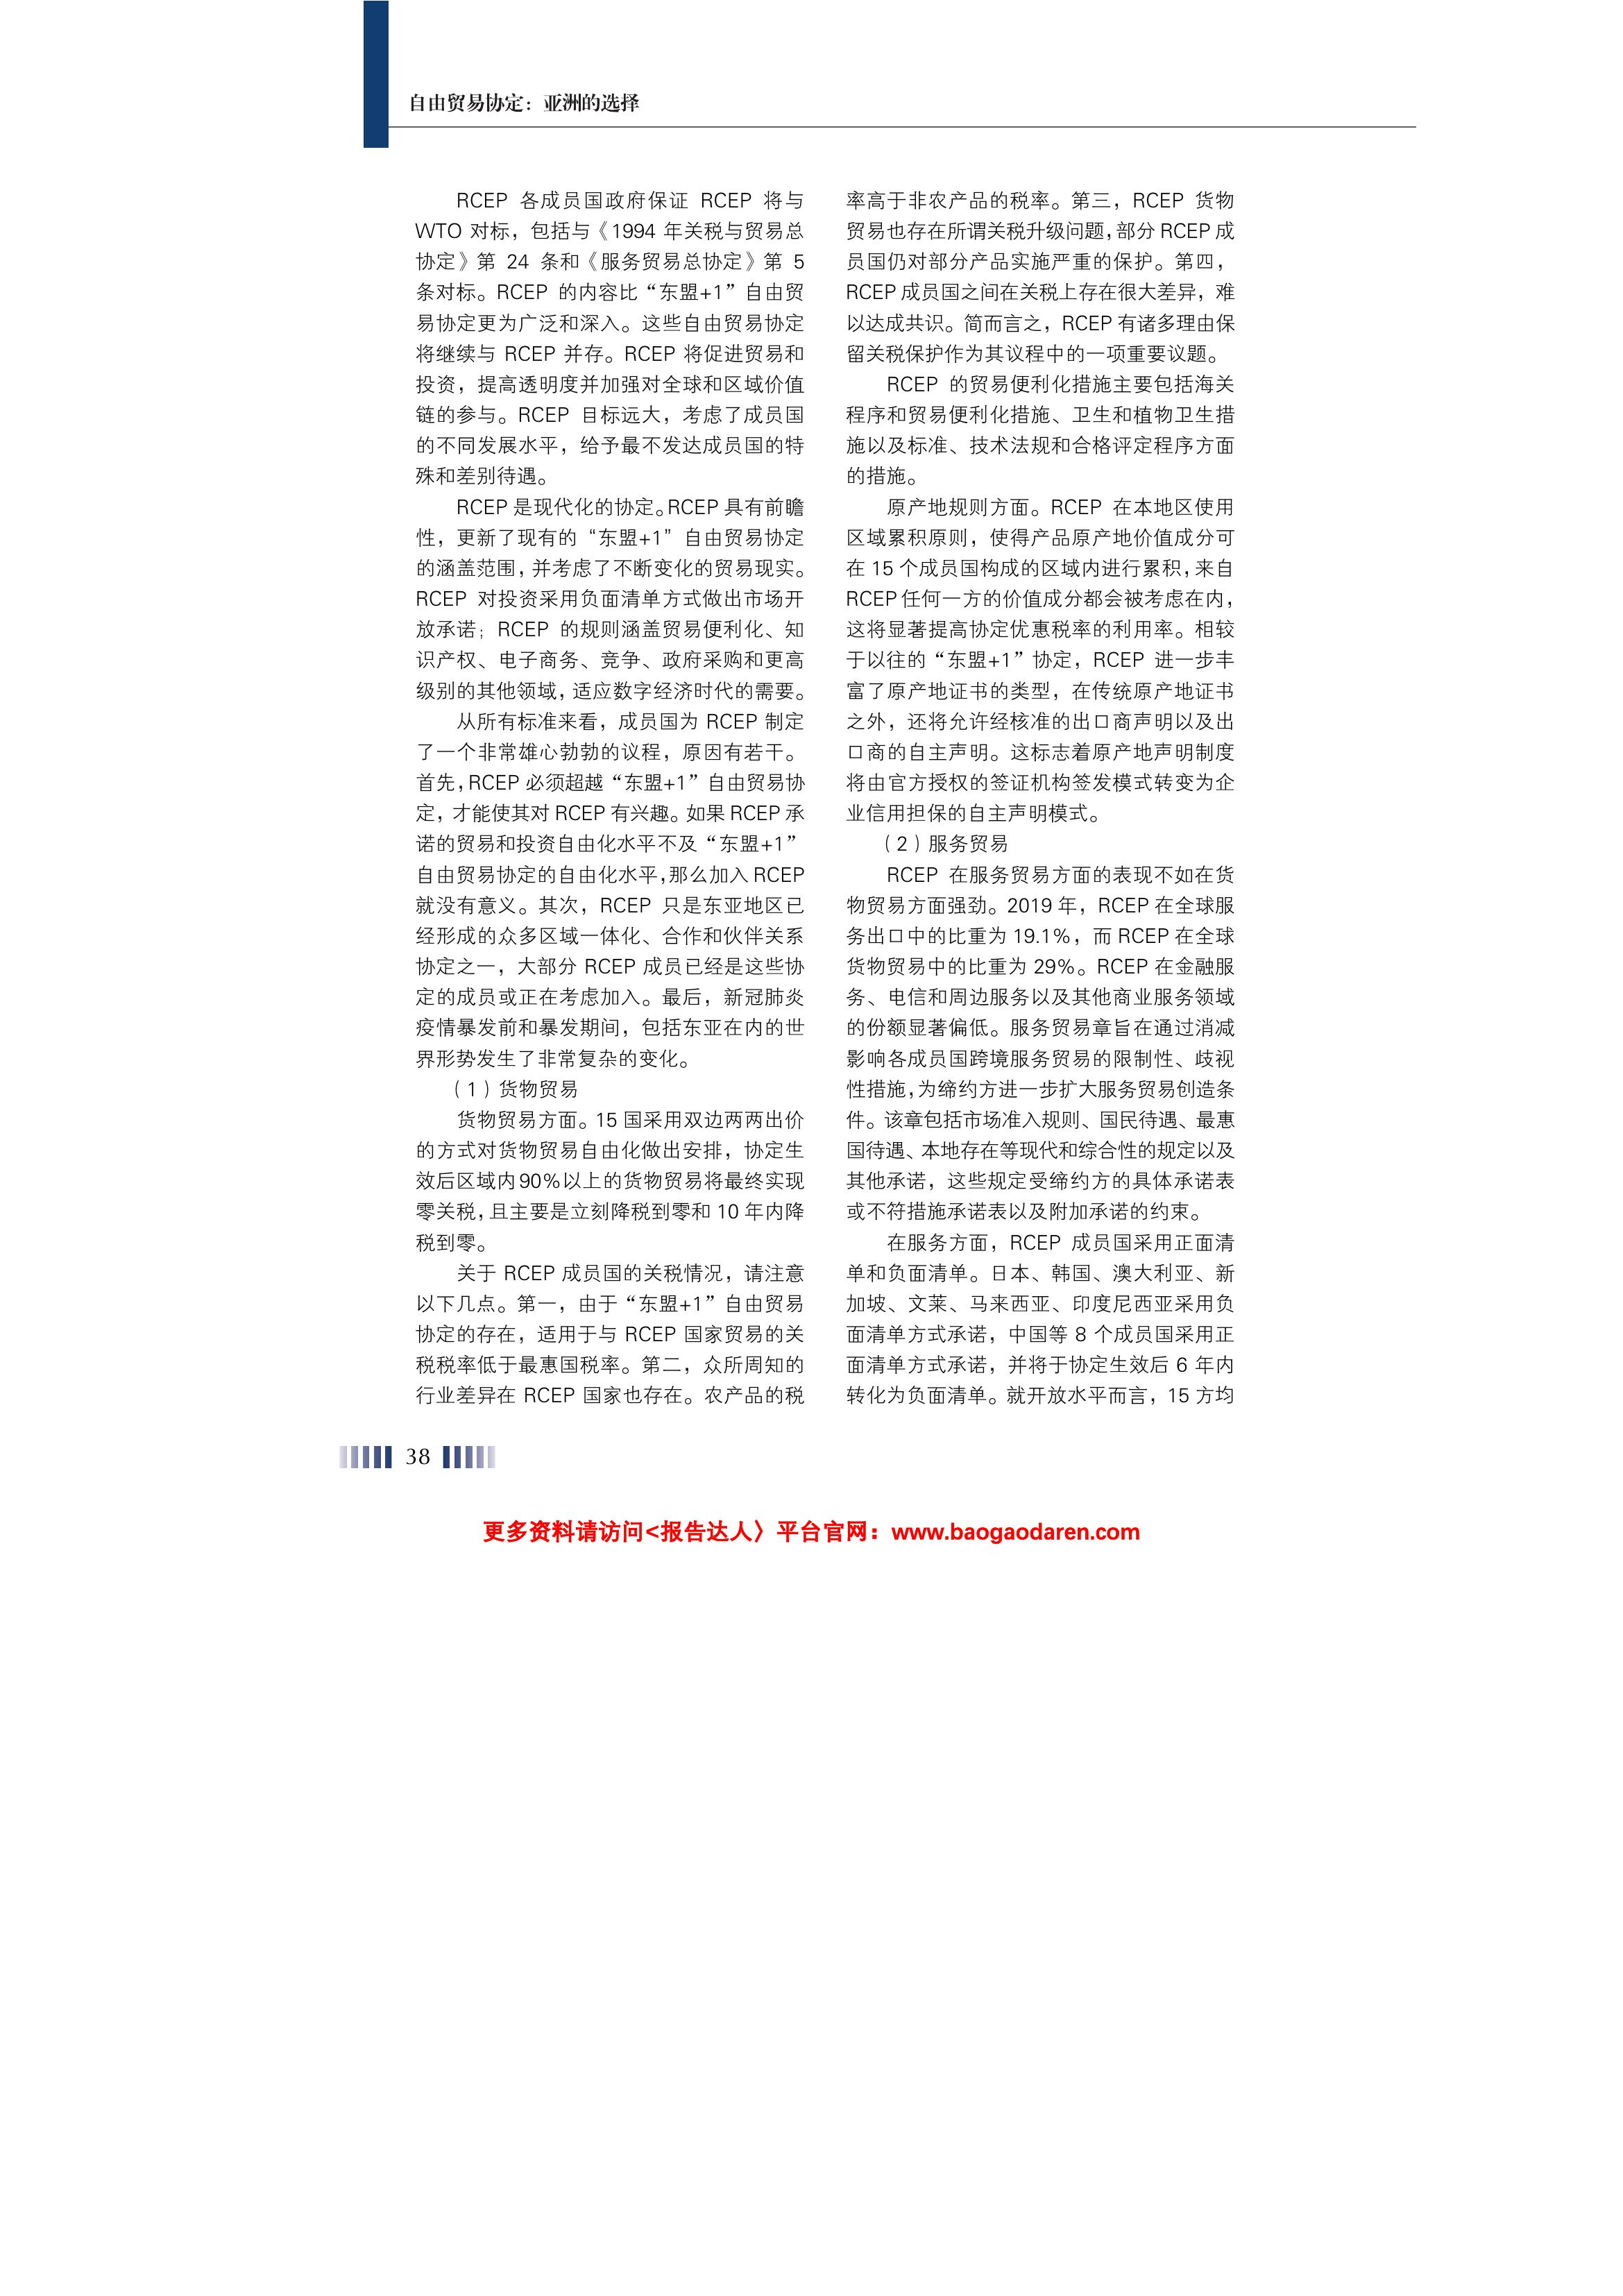 自由贸易协定：亚洲的选择
RCEP 各成员国政府保证 RCEP 将与
WTO 对标，包括与《1994 年关税与贸易总
协定》第 24 条和《服务贸易总协定》第 5
条对标。RCEP 的内容比“东盟+1”自由贸
易协定更为广泛和深入。这些自由贸易协定
将继续与 RCEP 并存。RCEP 将促进贸易和
投资，提高透明度并加强对全球和区域价值
链的参与。RCEP 目标远大，考虑了成员国
的不同发展水平，给予最不发达成员国的特
殊和差别待遇。
RCEP 是现代化的协定。RCEP 具有前瞻
性，更新了现有的“东盟+1”自由贸易协定
的涵盖范围，并考虑了不断变化的贸易现实。
RCEP 对投资采用负面清单方式做出市场开
放承诺；RCEP 的规则涵盖贸易便利化、知
识产权、电子商务、竞争、政府采购和更高
级别的其他领域，适应数字经济时代的需要。
从所有标准来看，成员国为 RCEP 制定
了一个非常雄心勃勃的议程，原因有若干。
首先，RCEP 必须超越“东盟+1”自由贸易协
定，才能使其对 RCEP 有兴趣。如果 RCEP 承
诺的贸易和投资自由化水平不及“东盟+1”
自由贸易协定的自由化水平，那么加入 RCEP
就没有意义。其次，RCEP 只是东亚地区已
经形成的众多区域一体化、合作和伙伴关系
协定之一，大部分 RCEP 成员已经是这些协
定的成员或正在考虑加入。最后，新冠肺炎
疫情暴发前和暴发期间，包括东亚在内的世
界形势发生了非常复杂的变化。
（1）货物贸易
货物贸易方面。15 国采用双边两两出价
的方式对货物贸易自由化做出安排，协定生
效后区域内 90%以上的货物贸易将最终实现
零关税，且主要是立刻降税到零和 10 年内降
税到零。
关于 RCEP 成员国的关税情况，请注意
以下几点。第一，由于“东盟+1”自由贸易
协定的存在，适用于与 RCEP 国家贸易的关
税税率低于最惠国税率。第二，众所周知的
行业差异在 RCEP 国家也存在。农产品的税
率高于非农产品的税率。第三，RCEP 货物
贸易也存在所谓关税升级问题，部分 RCEP 成
员国仍对部分产品实施严重的保护。第四，
RCEP 成员国之间在关税上存在很大差异，难
以达成共识。简而言之，RCEP 有诸多理由保
留关税保护作为其议程中的一项重要议题。
RCEP 的贸易便利化措施主要包括海关
程序和贸易便利化措施、卫生和植物卫生措
施以及标准、技术法规和合格评定程序方面
的措施。
原产地规则方面。RCEP 在本地区使用
区域累积原则，使得产品原产地价值成分可
在 15 个成员国构成的区域内进行累积，来自
RCEP 任何一方的价值成分都会被考虑在内，
这将显著提高协定优惠税率的利用率。相较
于以往的“东盟+1”协定，RCEP 进一步丰
富了原产地证书的类型，在传统原产地证书
之外，还将允许经核准的出口商声明以及出
口商的自主声明。这标志着原产地声明制度
将由官方授权的签证机构签发模式转变为企
业信用担保的自主声明模式。
（2）服务贸易
RCEP 在服务贸易方面的表现不如在货
物贸易方面强劲。2019 年，RCEP 在全球服
务出口中的比重为 19.1%，而 RCEP 在全球
货物贸易中的比重为 29%。RCEP 在金融服
务、电信和周边服务以及其他商业服务领域
的份额显著偏低。服务贸易章旨在通过消减
影响各成员国跨境服务贸易的限制性、歧视
性措施，为缔约方进一步扩大服务贸易创造条
件。该章包括市场准入规则、国民待遇、最惠
国待遇、本地存在等现代和综合性的规定以及
其他承诺，这些规定受缔约方的具体承诺表
或不符措施承诺表以及附加承诺的约束。
在服务方面，RCEP 成员国采用正面清
单和负面清单。日本、韩国、澳大利亚、新
加坡、文莱、马来西亚、印度尼西亚采用负
面清单方式承诺，中国等 8 个成员国采用正
面清单方式承诺，并将于协定生效后 6 年内
转化为负面清单。就开放水平而言，15 方均
38
更多资料请访问<报告达人〉平台官网：www.baogaodaren.com